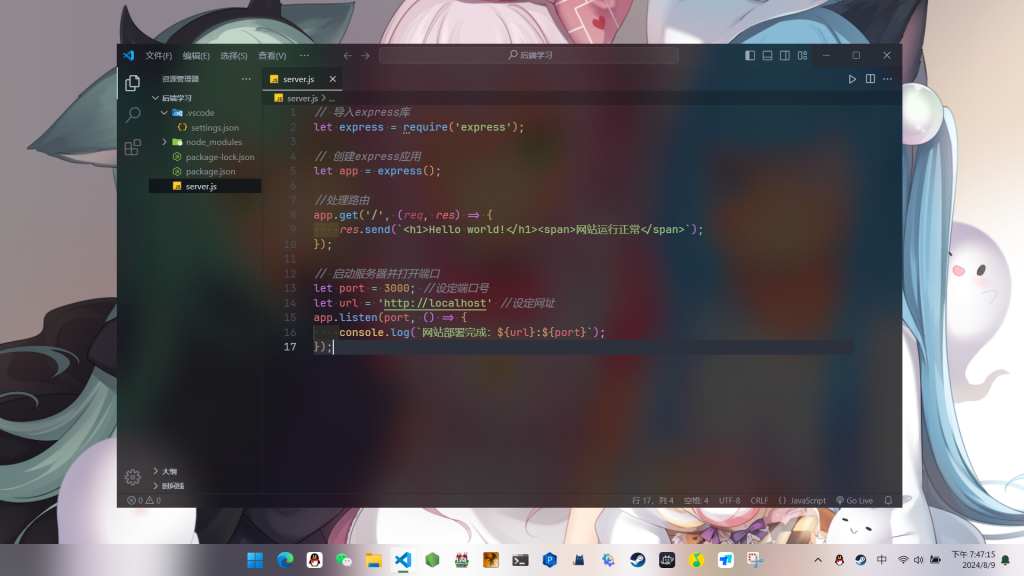 文件(F) 编辑(E) 选择(S) 查看(V) ··· 后端学习
资源管理器 ···
后端学习
.vscode
settings.json
node_modules
package-lock.json
package.json
server.js
server.js
server.js > ...
1 // 导入express库
2 let express = require('express');
3
4 // 创建express应用
5 let app = express();
6
7 //处理路由
8 app.get('/', (req, res) => {
9 res.send(`<h1>Hello world!</h1><span>网站运行正常</span>`);
10 });
11
12 // 启动服务器并打开端口
13 let port = 3000; //设定端口号
14 let url = 'http://localhost' //设定网址
15 app.listen(port, () => {
16 console.log(`网站部署完成: ${url}:${port}`);
17 });
大纲
时间线
0 0 行 17，列 4 空格: 4 UTF-8 CRLF {} JavaScript Go Live
中 下午 7:47:15
2024/8/9